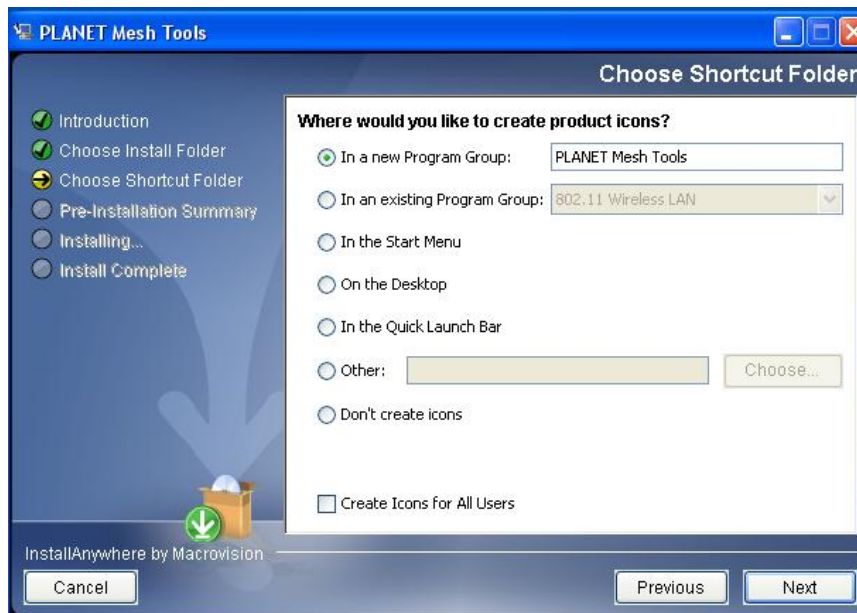 PLANET Mesh Tools
Choose Shortcut Folder
Introduction
Choose Install Folder
Choose Shortcut Folder
Pre-Installation Summary
Installing...
Install Complete
Where would you like to create product icons?
In a new Program Group: PLANET Mesh Tools
In an existing Program Group: 802.11 Wireless LAN
In the Start Menu
On the Desktop
In the Quick Launch Bar
Other: Choose...
Don't create icons
Create Icons for All Users
InstallAnywhere by Macrovision
Cancel Previous Next